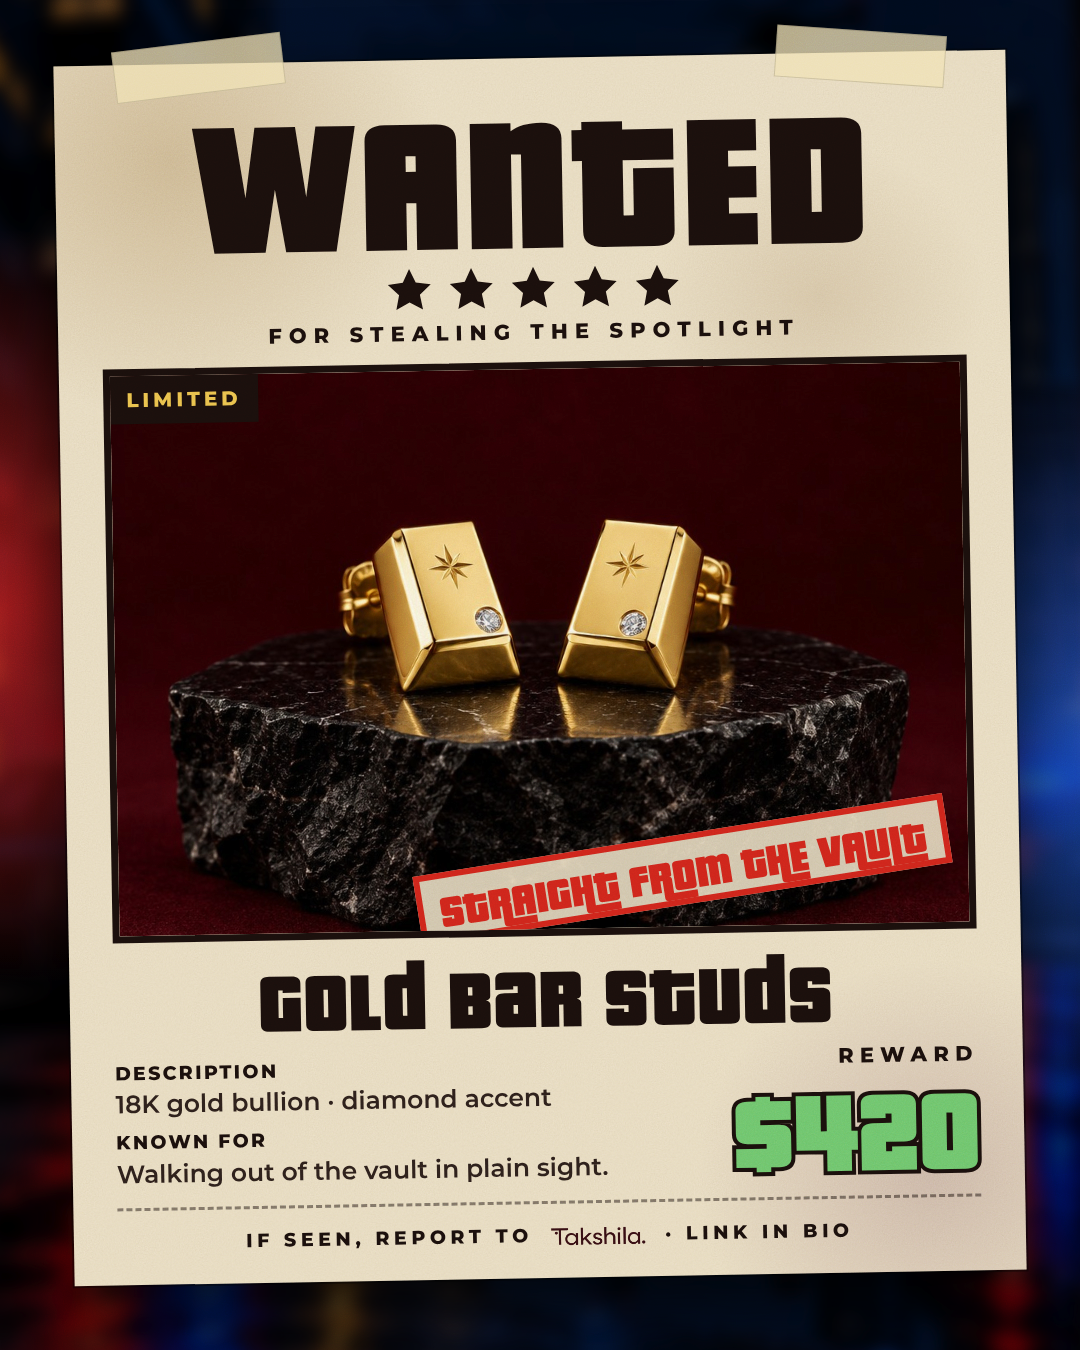 WANTED
FOR STEALING THE SPOTLIGHT
LIMITED
STRAIGHT FROM THE VAULT
GOLD BAR STUDS
DESCRIPTION
18K gold bullion · diamond accent
KNOWN FOR
Walking out of the vault in plain sight.
REWARD
$420
IF SEEN, REPORT TO Takshila. · LINK IN BIO